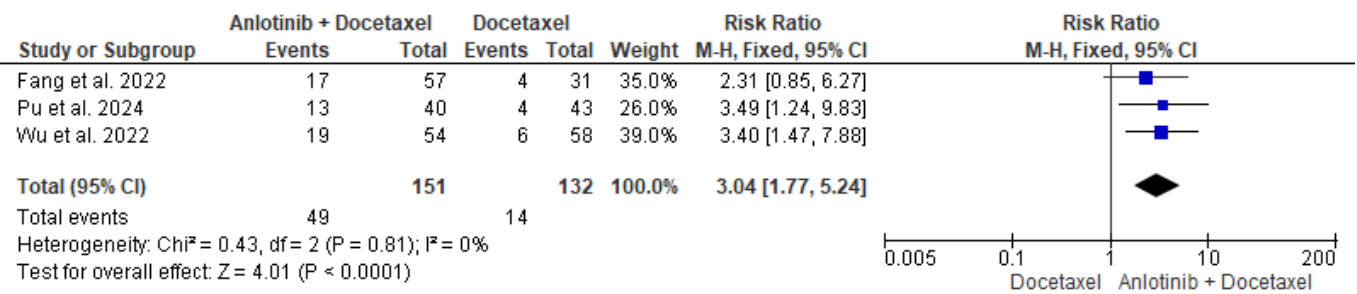 Anlotinib + Docetaxel Docetaxel Risk Ratio Risk Ratio
Study or Subgroup Events Total Events Total Weight M-H, Fixed, 95% CI M-H, Fixed, 95% CI
Fang et al. 2022 17 57 4 31 35.0% 2.31 [0.85, 6.27]
Pu et al. 2024 13 40 4 43 26.0% 3.49 [1.24, 9.83]
Wu et al. 2022 19 54 6 58 39.0% 3.40 [1.47, 7.88]
Total (95% CI) 151 132 100.0% 3.04 [1.77, 5.24]
Total events 49 14
Heterogeneity: Chi² = 0.43, df = 2 (P = 0.81); I² = 0%
Test for overall effect: Z = 4.01 (P < 0.0001)
0.005 0.1 1 10 200
Docetaxel Anlotinib + Docetaxel